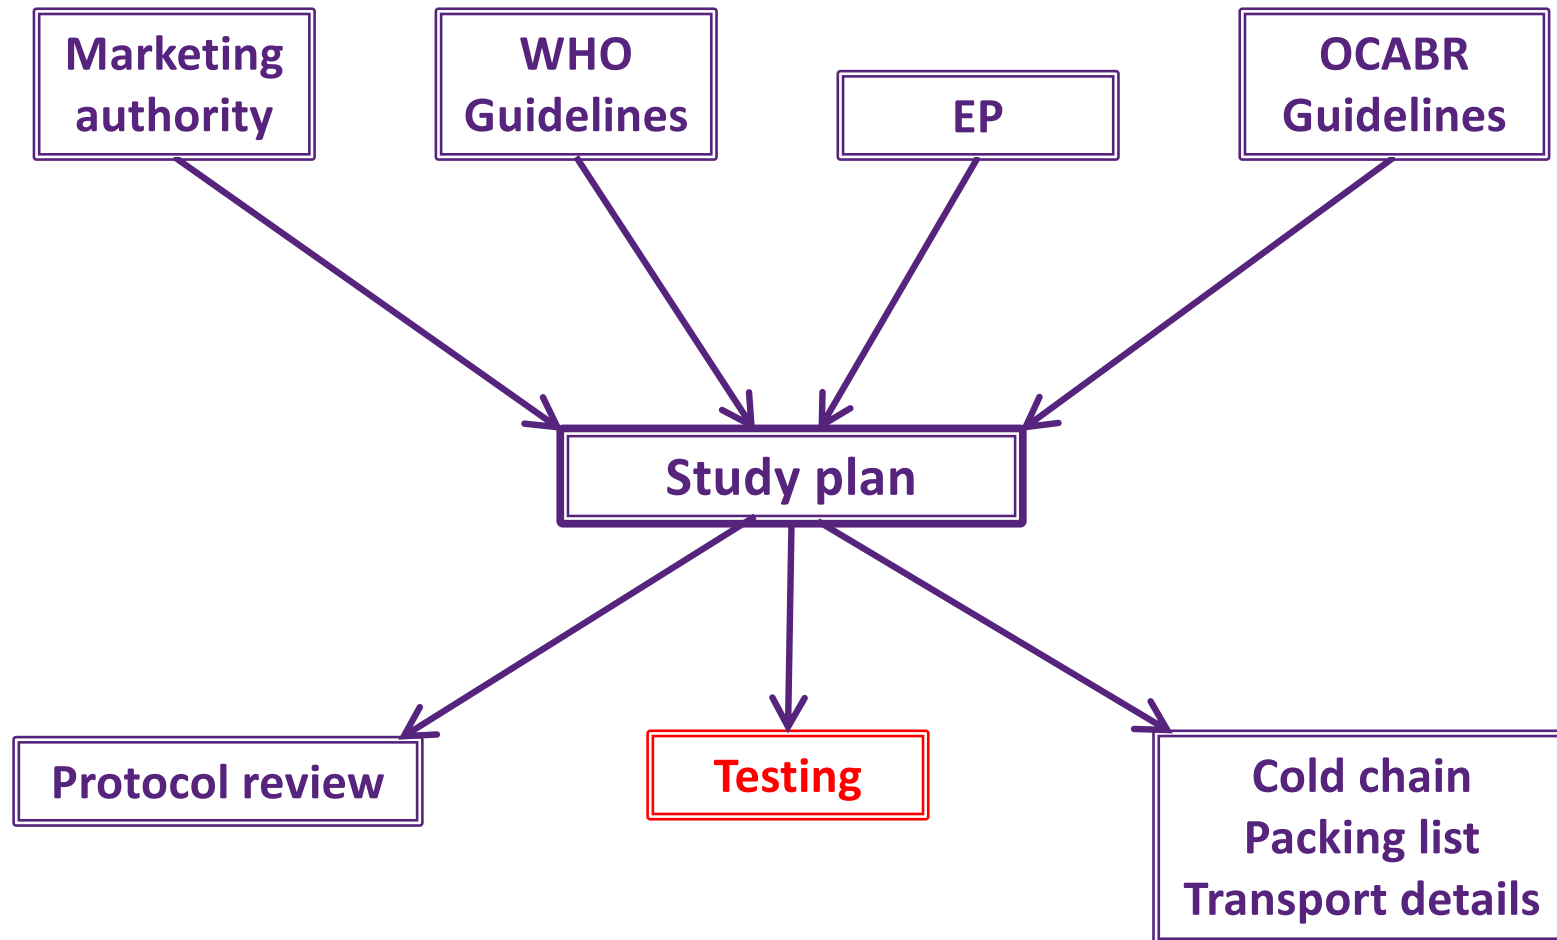 Marketing
authority
WHO
Guidelines
EP
OCABR
Guidelines
Study plan
Protocol review
Testing
Cold chain
Packing list
Transport details